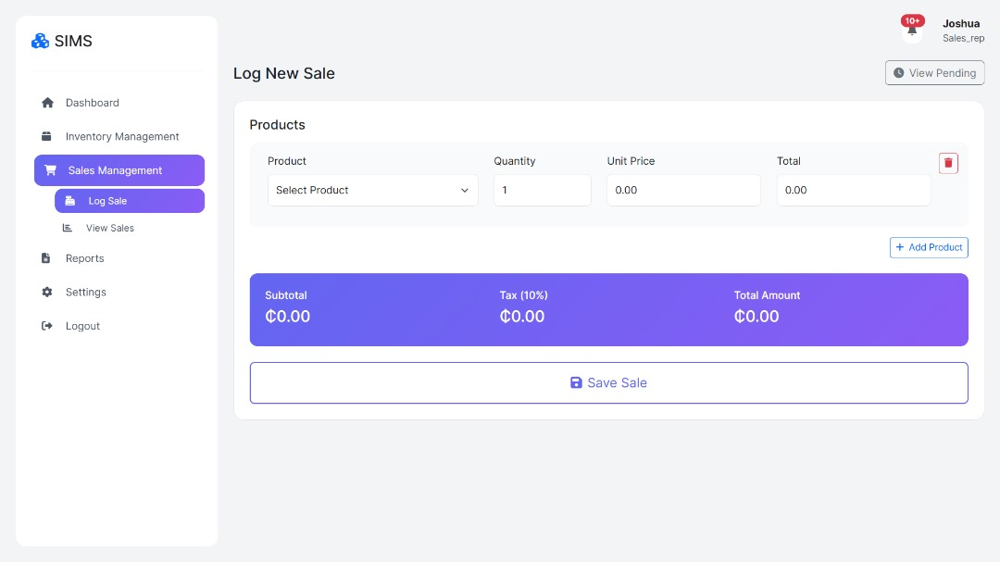 SIMS
10+
Joshua
Sales_rep
Dashboard
Inventory Management
Sales Management
Log Sale
View Sales
Reports
Settings
Logout
Log New Sale
View Pending
Products
Product
Quantity
Unit Price
Total
Select Product
1
0.00
0.00
+ Add Product
Subtotal
Tax (10%)
Total Amount
₵0.00
₵0.00
₵0.00
Save Sale